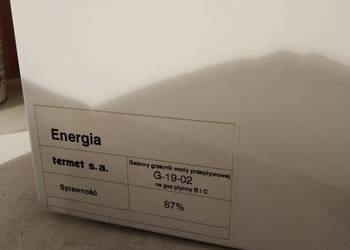 Energia
termet s.a.
Gazowy grzejnik wody przepływowej
G-19-02
na gaz płynny B i C
Sprawność
87%